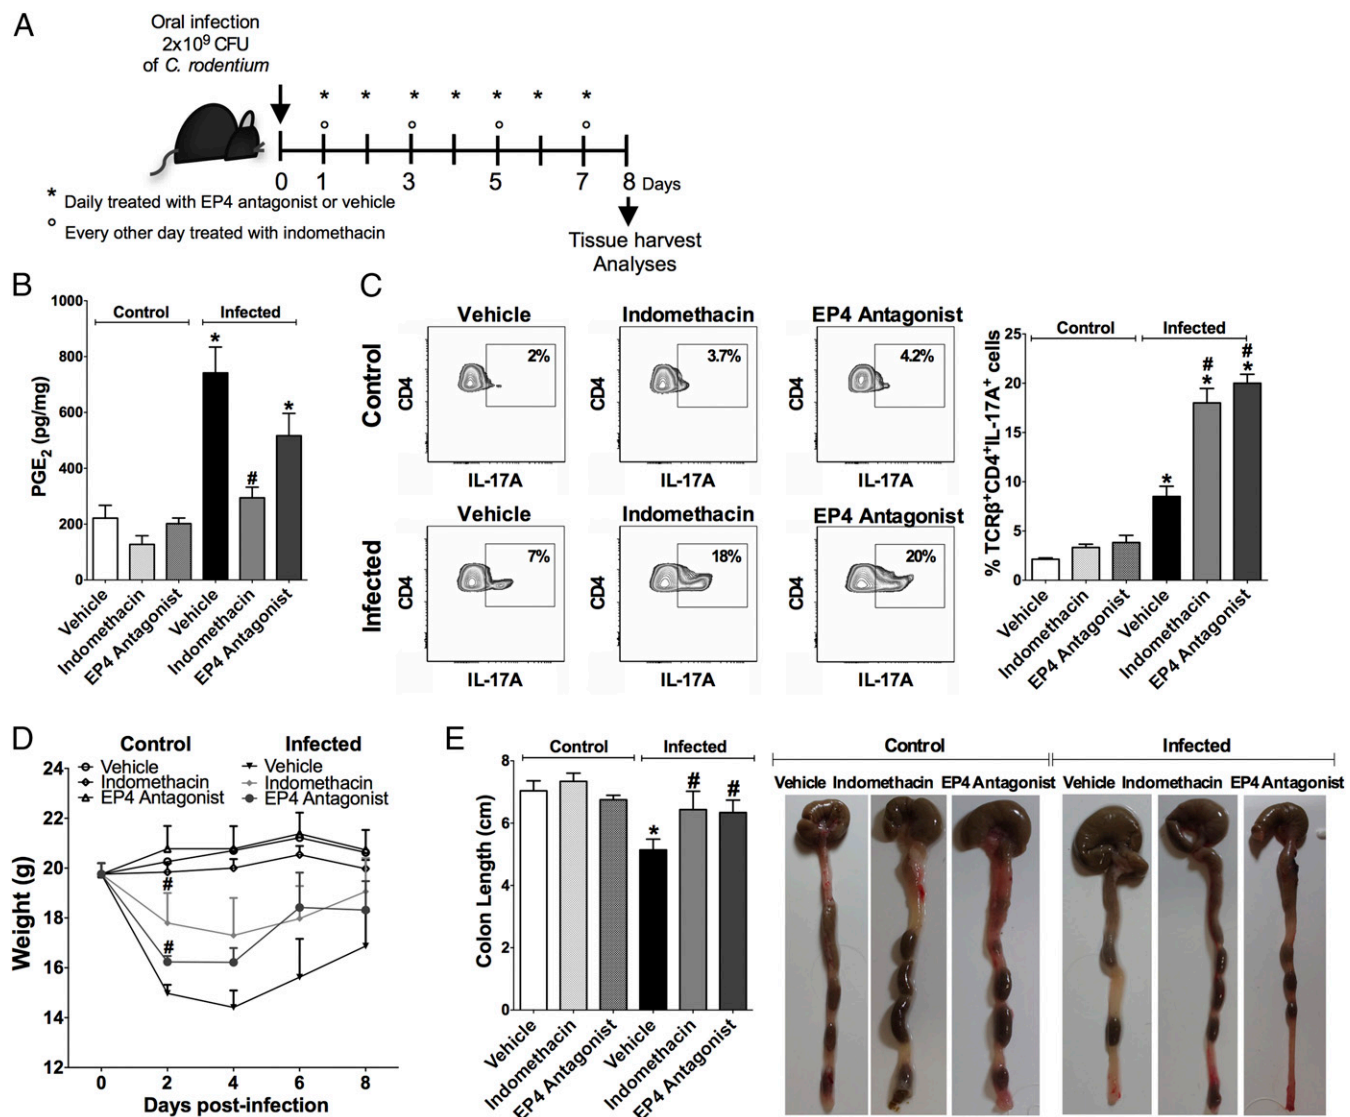 A
Oral infection
2x10⁹ CFU
of C. rodentium
* * * * * * *
° ° ° °
0 1 3 5 7 8 Days
* Daily treated with EP4 antagonist or vehicle
° Every other day treated with indomethacin
Tissue harvest
Analyses
B
Control Infected
PGE₂ (pg/mg)
1000
800
600
400
200
0
*
#
*
Vehicle
Indomethacin
EP4 Antagonist
Vehicle
Indomethacin
EP4 Antagonist
C
Control
Vehicle Indomethacin EP4 Antagonist
2% 3.7% 4.2%
CD4 CD4 CD4
IL-17A IL-17A IL-17A
Infected
Vehicle Indomethacin EP4 Antagonist
7% 18% 20%
CD4 CD4 CD4
IL-17A IL-17A IL-17A
Control Infected
% TCRβ⁺CD4⁺IL-17A⁺ cells
25
20
15
10
5
0
*
#
*
#
*
Vehicle
Indomethacin
EP4 Antagonist
Vehicle
Indomethacin
EP4 Antagonist
D
Control Infected
Vehicle Vehicle
Indomethacin Indomethacin
EP4 Antagonist EP4 Antagonist
Weight (g)
24
22
20
18
16
14
12
#
#
0 2 4 6 8
Days post-infection
E
Control Infected
Colon Length (cm)
8
6
4
2
0
*
#
#
Vehicle
Indomethacin
EP4 Antagonist
Vehicle
Indomethacin
EP4 Antagonist
Control Infected
Vehicle Indomethacin EP4 Antagonist Vehicle Indomethacin EP4 Antagonist